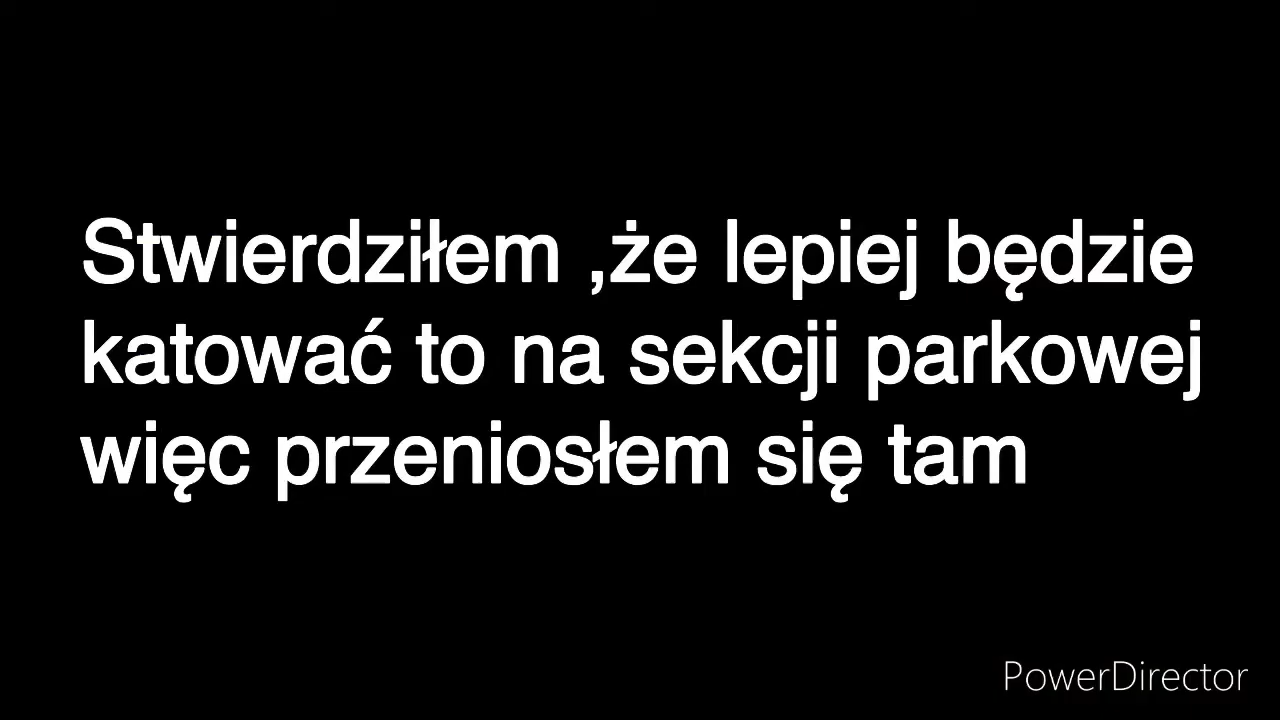 Stwierdziłem ,że lepiej będzie
katować to na sekcji parkowej
więc przeniosłem się tam
PowerDirector